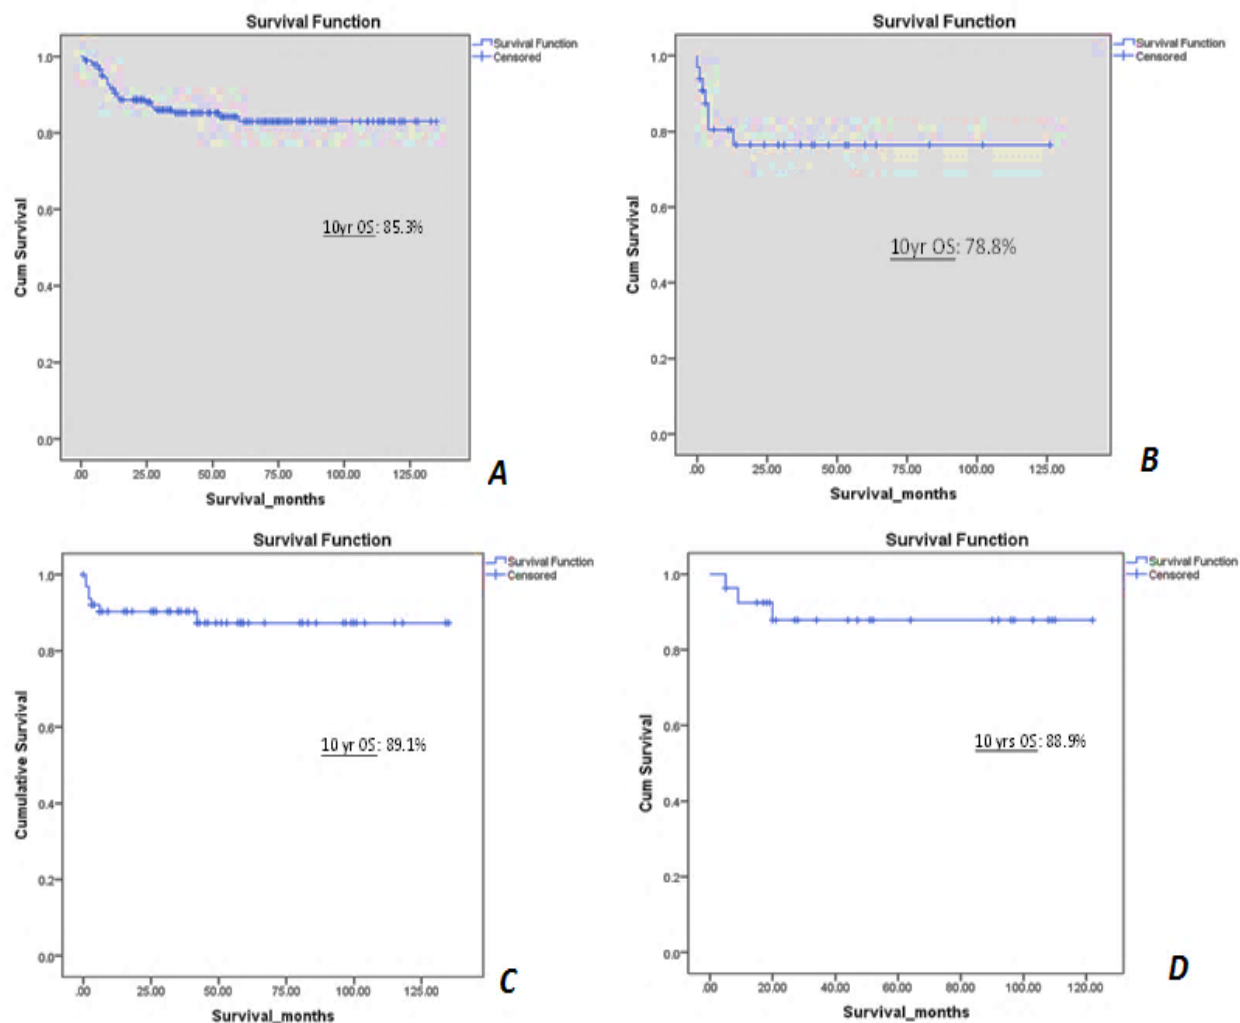 Survival Function
Survival Function
Censored
1.0
0.8
0.6
0.4
0.2
0.0
Cum Survival
10yr OS: 85.3%
.00 25.00 50.00 75.00 100.00 125.00
Survival_months
A
Survival Function
Survival Function
Censored
1.0
0.8
0.6
0.4
0.2
0.0
Cum Survival
10yr OS: 78.8%
.00 25.00 50.00 75.00 100.00 125.00
Survival_months
B
Survival Function
Survival Function
Censored
1.0
0.8
0.6
0.4
0.2
0.0
Cumulative Survival
10 yr OS: 89.1%
.00 25.00 50.00 75.00 100.00 125.00
Survival_months
C
Survival Function
Survival Function
Censored
1.0
0.8
0.6
0.4
0.2
0.0
Cum Survival
10 yrs OS: 88.9%
.00 20.00 40.00 60.00 80.00 100.00 120.00
Survival_months
D